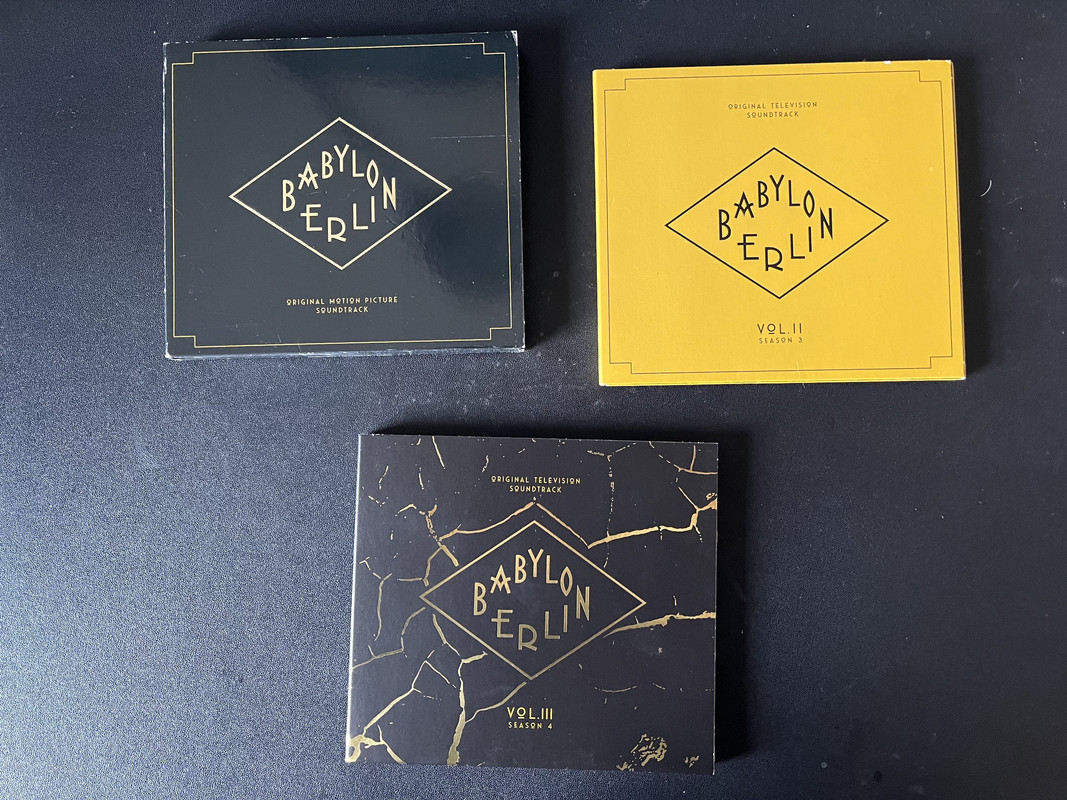 BABYLON
BERLIN
ORIGINAL MOTION PICTURE
SOUNDTRACK
ORIGINAL TELEVISION
SOUNDTRACK
BABYLON
BERLIN
VOL.II
SEASON 3
ORIGINAL TELEVISION
SOUNDTRACK
BABYLON
BERLIN
VOL.III
SEASON 4